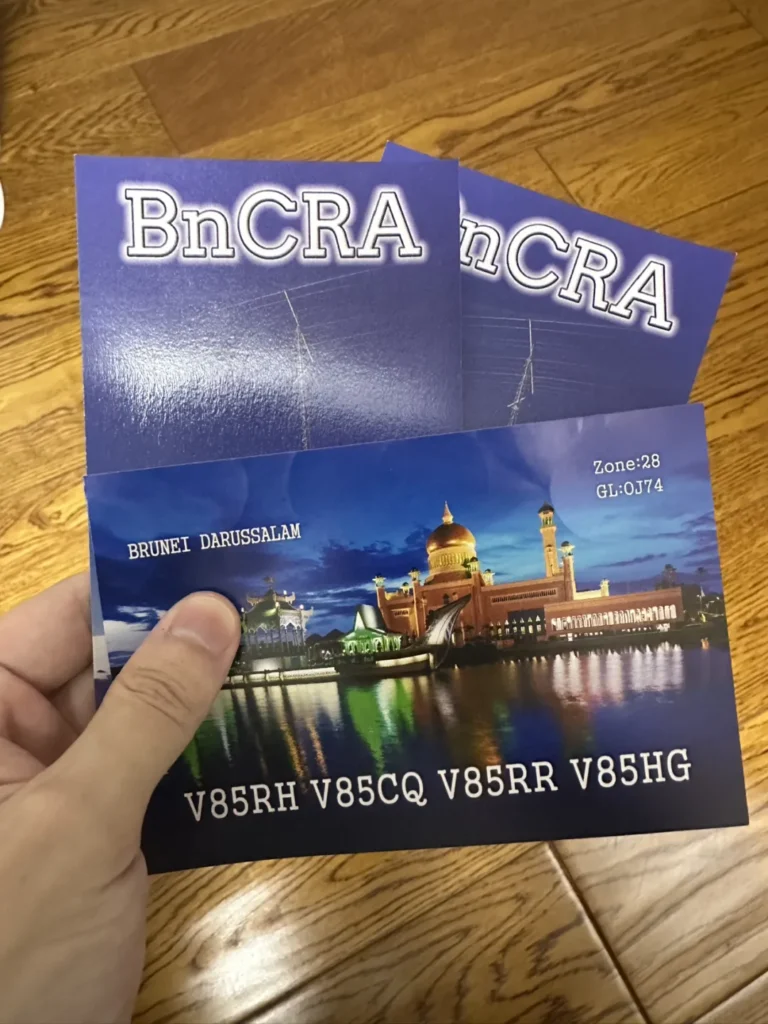 BnCRA
nCRA
Zone:28
GL:OJ74
BRUNEI DARUSSALAM
V85RH V85CQ V85RR V85HG